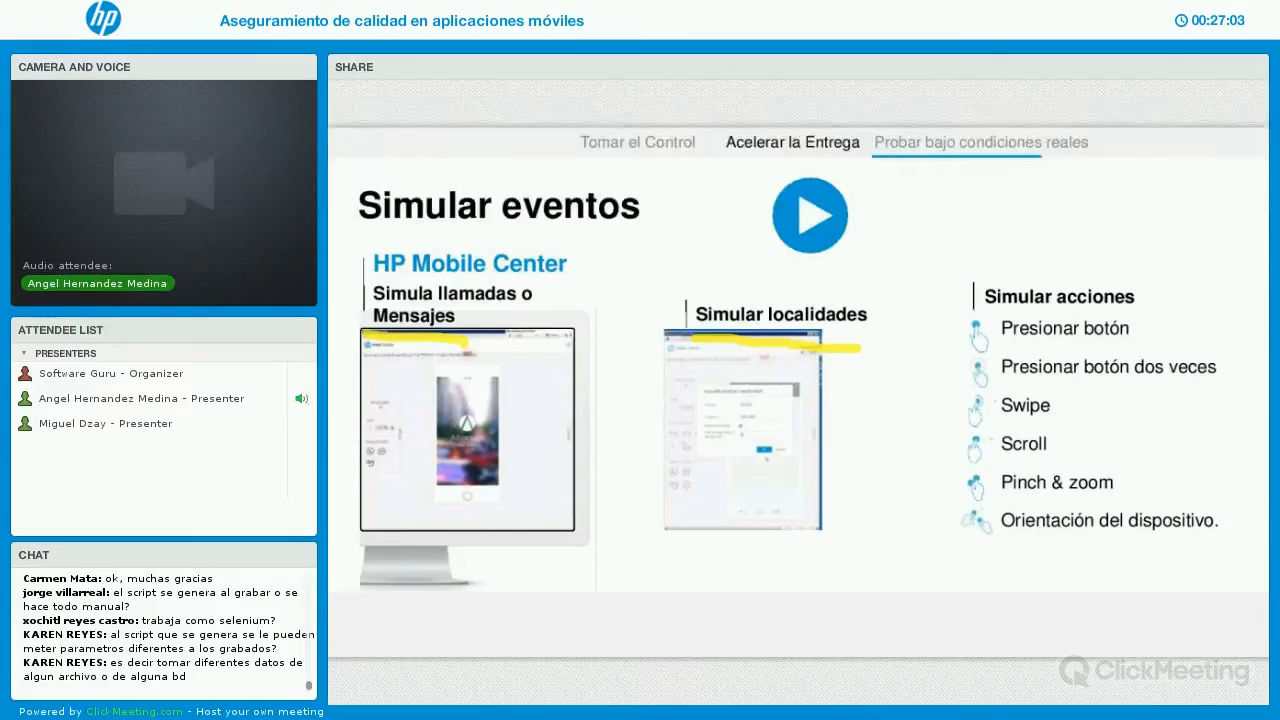 hp
Aseguramiento de calidad en aplicaciones móviles
00:27:03
CAMERA AND VOICE
Audio attendee:
Angel Hernandez Medina
ATTENDEE LIST
PRESENTERS
Software Guru - Organizer
Angel Hernandez Medina - Presenter
Miguel Dzay - Presenter
CHAT
Carmen Mata: ok, muchas gracias
jorge villarreal: el script se genera al grabar o se
hace todo manual?
xochitl reyes castro: trabaja como selenium?
KAREN REYES: al script que se genera se le pueden
meter parametros diferentes a los grabados?
KAREN REYES: es decir tomar diferentes datos de
algun archivo o de alguna bd
Powered by ClickMeeting.com - Host your own meeting
SHARE
Tomar el Control
Acelerar la Entrega
Probar bajo condiciones reales
Simular eventos
HP Mobile Center
Simula llamadas o
Mensajes
Simular localidades
Simular acciones
Presionar botón
Presionar botón dos veces
Swipe
Scroll
Pinch & zoom
Orientación del dispositivo.
ClickMeeting